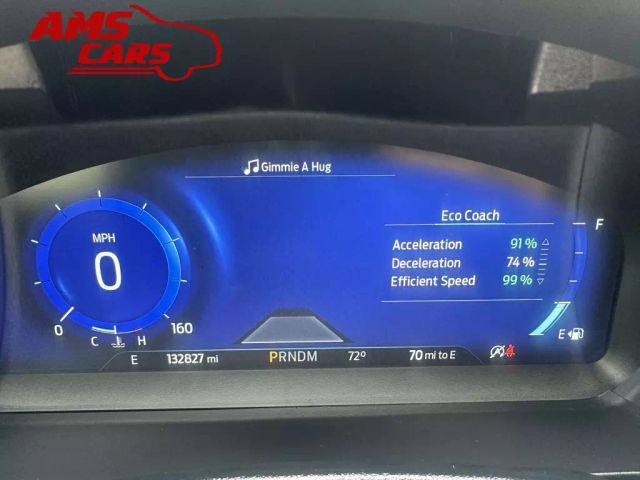 AMS
CARS
Gimmie A Hug
MPH
0
0
160
C H
Eco Coach
Acceleration 91 %
Deceleration 74 %
Efficient Speed 99 %
F
E
E 132827 mi PRNDM 72° 70 mi to E